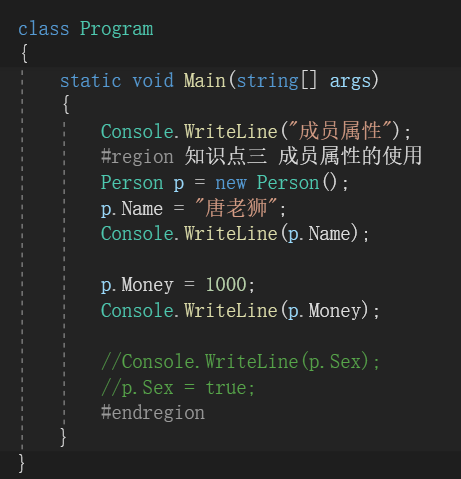 class Program
{
static void Main(string[] args)
{
Console.WriteLine("成员属性");
#region 知识点三 成员属性的使用
Person p = new Person();
p.Name = "唐老狮";
Console.WriteLine(p.Name);
p.Money = 1000;
Console.WriteLine(p.Money);
//Console.WriteLine(p.Sex);
//p.Sex = true;
#endregion
}
}